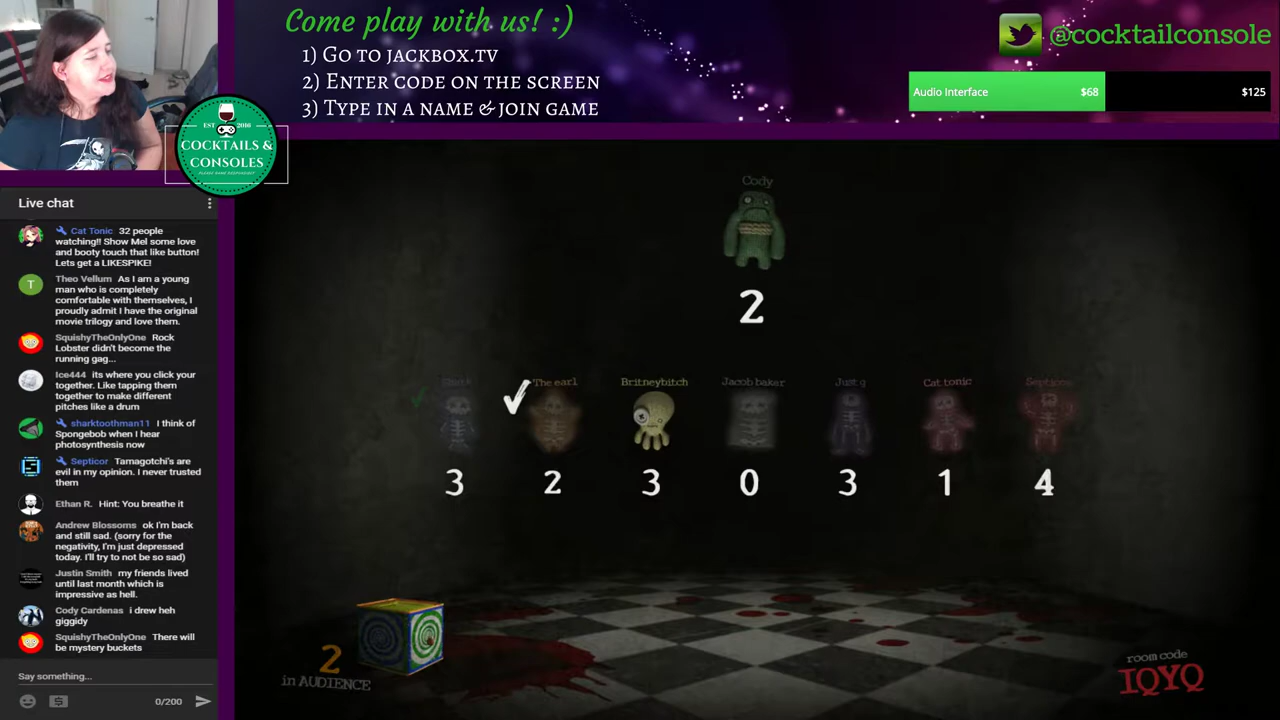 Come play with us! :)
1) Go to jackbox.tv
2) Enter code on the screen
3) Type in a name & join game
@cocktailconsole
Audio Interface $68 $125
EST 2016
COCKTAILS &
CONSOLES
Live chat
Cat Tonic 32 people
watching!! Show Mel some love
and booty touch that like button!
Lets get a LIKESPIKE!
T
Theo Vellum As I am a young
man who is completely
comfortable with themselves, I
proudly admit I have the original
movie trilogy and love them.
SquishyTheOnlyOne Rock
Lobster didn't become the
running gag...
Ice444 its where you click your
together. Like tapping them
together to make different
pitches like a drum
sharktoothman11 I think of
Spongebob when I hear
photosynthesis now
Septicor Tamagotchi's are
evil in my opinion. I never trusted
them
Ethan R. Hint: You breathe it
Andrew Blossoms ok I'm back
and still sad. (sorry for the
negativity, I'm just depressed
today. I'll try to not be so sad)
Justin Smith my friends lived
until last month which is
impressive as hell.
Cody Cardenas i drew heh
giggidy
SquishyTheOnlyOne There will
be mystery buckets
Say something...
0/200
Cody
2
The earl Britneybitch Jacob baker Just g Cat tonic Septicor
3 2 3 0 3 1 4
2
in AUDIENCE
room code
IQYQ